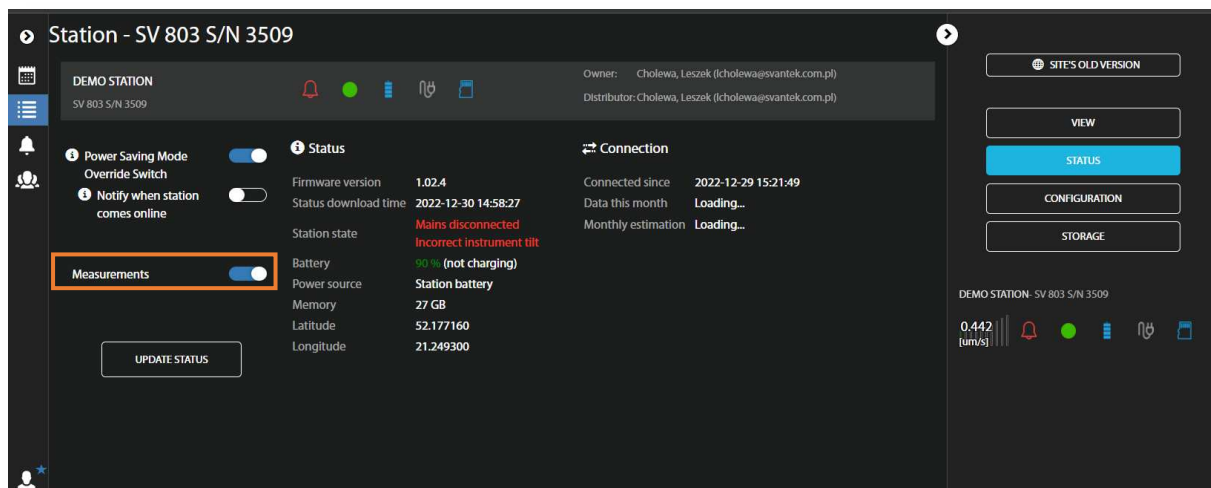 Station - SV 803 S/N 3509
DEMO STATION
SV 803 S/N 3509
Owner: Cholewa, Leszek (lcholewa@svantek.com.pl)
Distributor: Cholewa, Leszek (lcholewa@svantek.com.pl)
Power Saving Mode
Override Switch
Notify when station
comes online
Measurements
UPDATE STATUS
Status
Firmware version 1.02.4
Status download time 2022-12-30 14:58:27
Station state Mains disconnected
Incorrect instrument tilt
Battery 90 % (not charging)
Power source Station battery
Memory 27 GB
Latitude 52.177160
Longitude 21.249300
Connection
Connected since 2022-12-29 15:21:49
Data this month Loading...
Monthly estimation Loading...
SITE'S OLD VERSION
VIEW
STATUS
CONFIGURATION
STORAGE
DEMO STATION- SV 803 S/N 3509
0.442
[um/s]